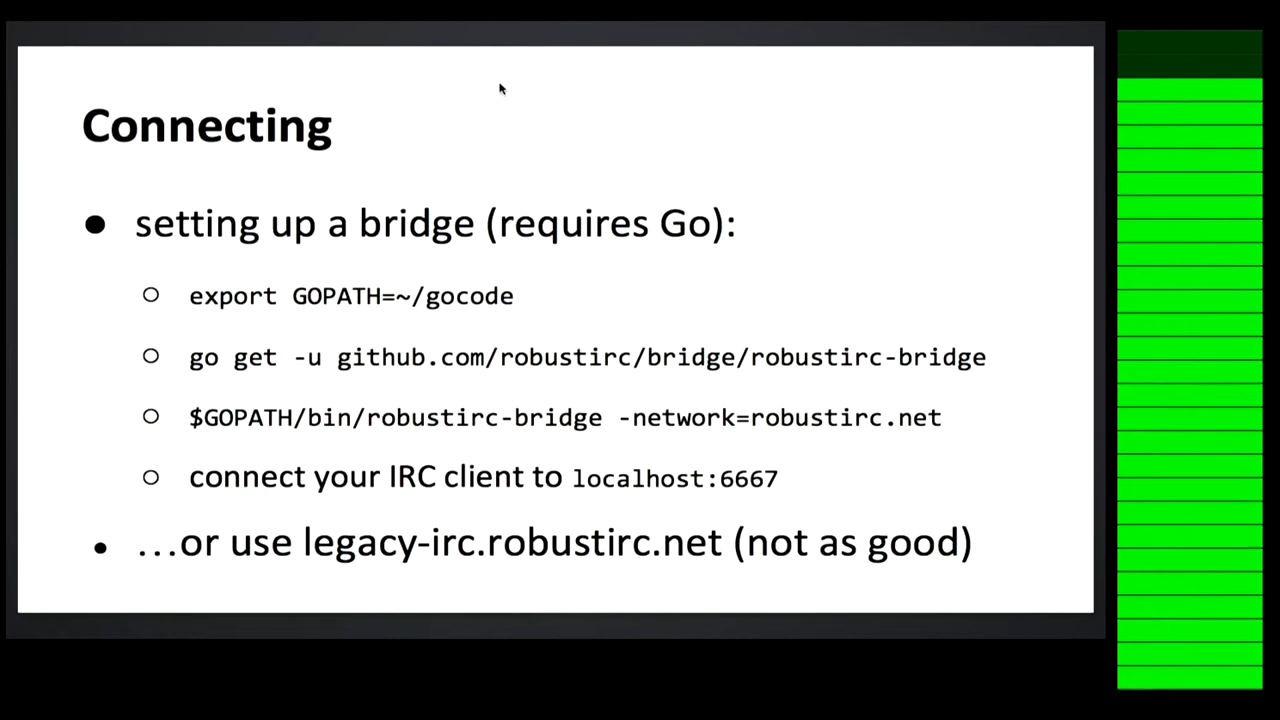 Connecting
● setting up a bridge (requires Go):
○ export GOPATH=~/gocode
○ go get -u github.com/robustirc/bridge/robustirc-bridge
○ $GOPATH/bin/robustirc-bridge -network=robustirc.net
○ connect your IRC client to localhost:6667
● …or use legacy-irc.robustirc.net (not as good)